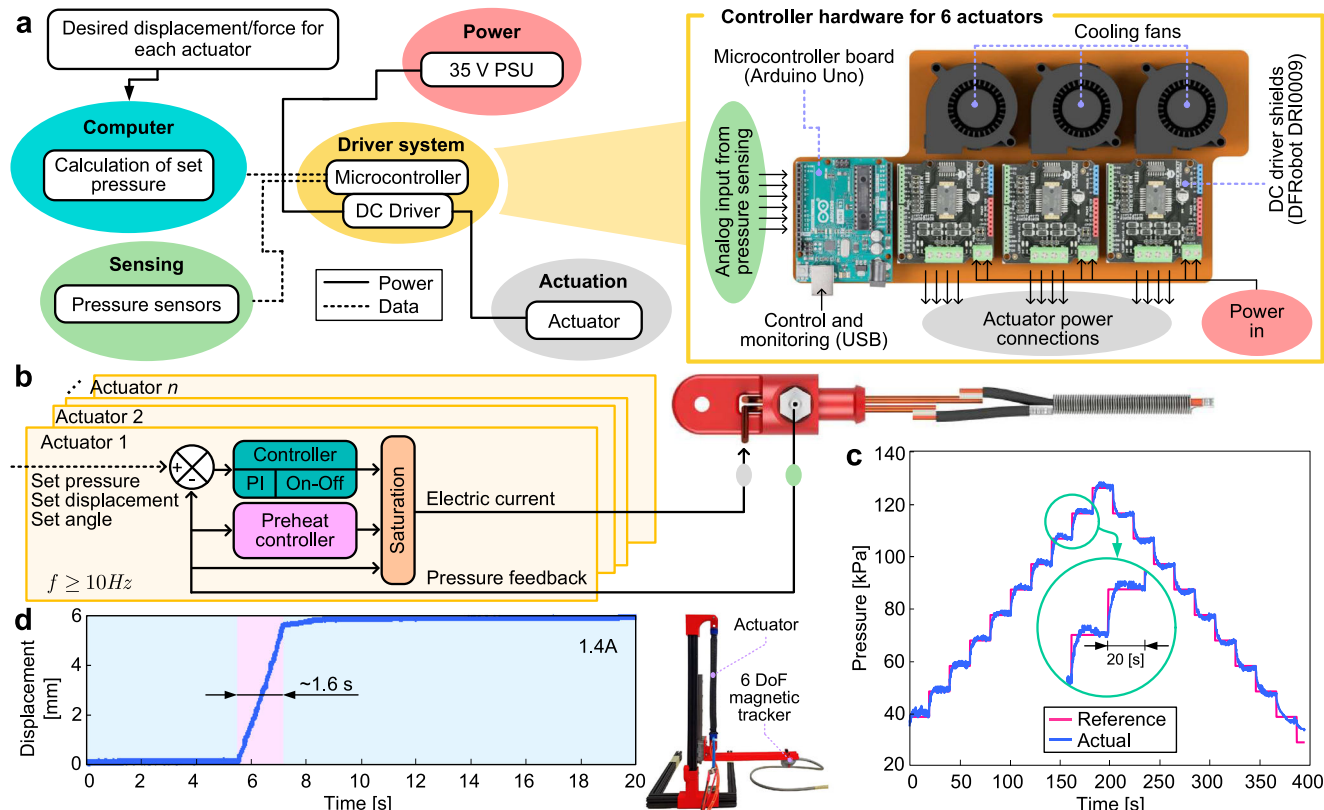 a
Desired displacement/force for
each actuator
Power
35 V PSU
Computer
Calculation of set
pressure
Driver system
Microcontroller
DC Driver
Sensing
Pressure sensors
Power
Data
Actuation
Actuator
Controller hardware for 6 actuators
Microcontroller board
(Arduino Uno)
Cooling fans
Analog input from
pressure sensing
DC driver shields
(DFRobot DRI0009)
ARDUINO
Control and
monitoring (USB)
Actuator power
connections
Power
in
b
Actuator n
Actuator 2
Actuator 1
+
-
Set pressure
Set displacement
Set angle
Controller
PI
On-Off
Preheat
controller
Saturation
Electric current
Pressure feedback
f ≥ 10Hz
c
Pressure [kPa]
140
120
100
80
60
40
20
20 [s]
Reference
Actual
0
50
100
150
200
250
300
350
400
Time [s]
d
Displacement
[mm]
6
4
2
0
1.4A
~1.6 s
0
2
4
6
8
10
12
14
16
18
20
Time [s]
Actuator
6 DoF
magnetic
tracker